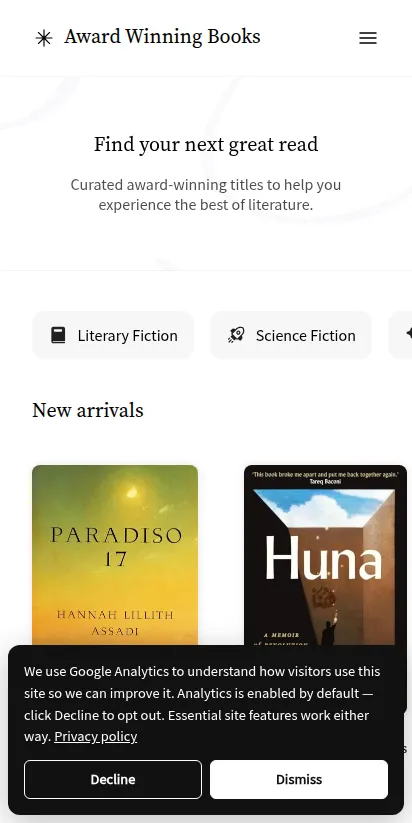 Award Winning Books
Find your next great read
Curated award-winning titles to help you
experience the best of literature.
Literary Fiction
Science Fiction
New arrivals
PARADISO
17
HANNAH LILLITH
ASSADI
"This book broke me apart and put me back together again."
Tareq Baconi
Huna
A MEMOIR
of REVOLUTION
We use Google Analytics to understand how visitors use this
site so we can improve it. Analytics is enabled by default —
click Decline to opt out. Essential site features work either
way. Privacy policy
Decline
Dismiss